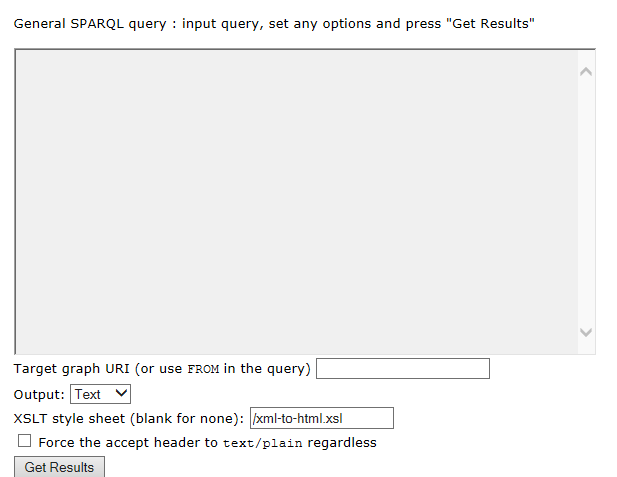 General SPARQL query : input query, set any options and press "Get Results"
Target graph URI (or use FROM in the query)
Output: Text
XSLT style sheet (blank for none): /xml-to-html.xsl
Force the accept header to text/plain regardless
Get Results